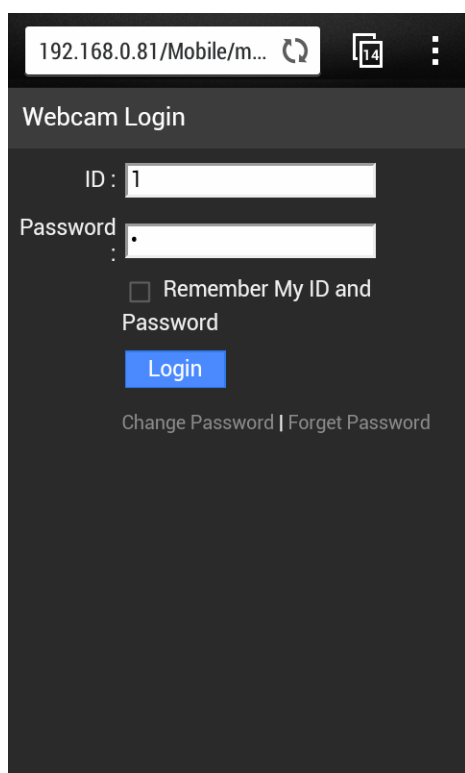 192.168.0.81/Mobile/m...
14
Webcam Login
ID : 1
Password
: •
Remember My ID and
Password
Login
Change Password | Forget Password